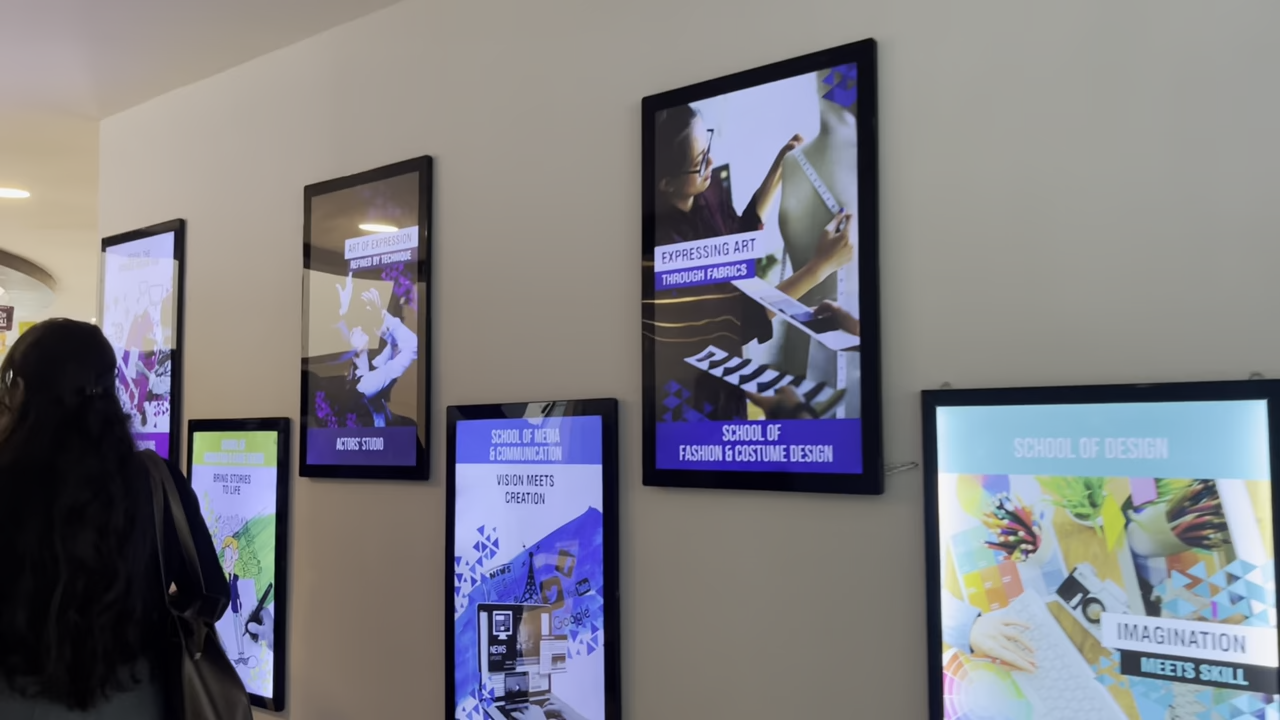 BRING STORIES
TO LIFE
ART OF EXPRESSION
REFINED BY TECHNIQUE
ACTORS' STUDIO
SCHOOL OF MEDIA
& COMMUNICATION
VISION MEETS
CREATION
NEWS
Google
NEWS
EXPRESSING ART
THROUGH FABRICS
SCHOOL OF
FASHION & COSTUME DESIGN
SCHOOL OF DESIGN
IMAGINATION
MEETS SKILL